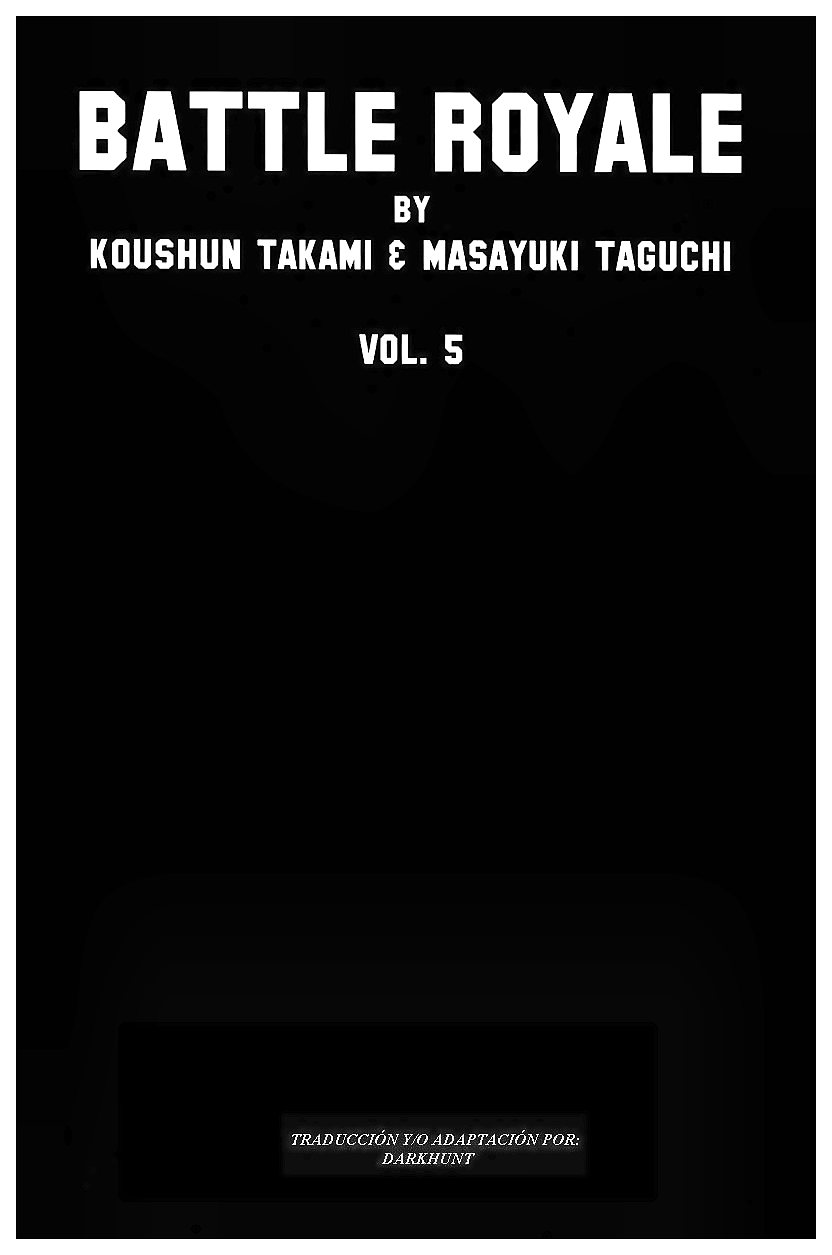 BATTLE ROYALE
BY
KOUSHUN TAKAMI & MASAYUKI TAGUCHI
VOL. 5
TRADUCCIÓN Y/O ADAPTACIÓN POR:
DARKHUNT